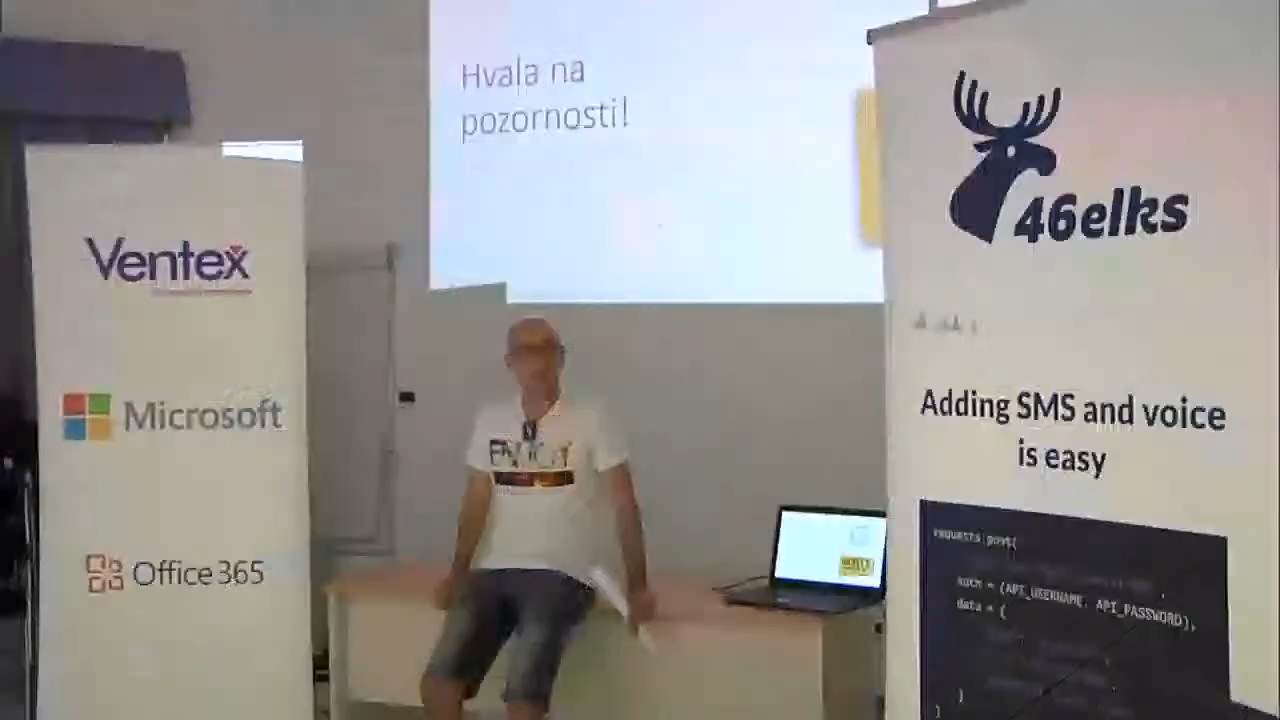 Hvala na
pozornosti!
Ventex
Microsoft
Office 365
46elks
Adding SMS and voice
is easy
requests.post(
auth = (API_USERNAME, API_PASSWORD),
data = {
}
)